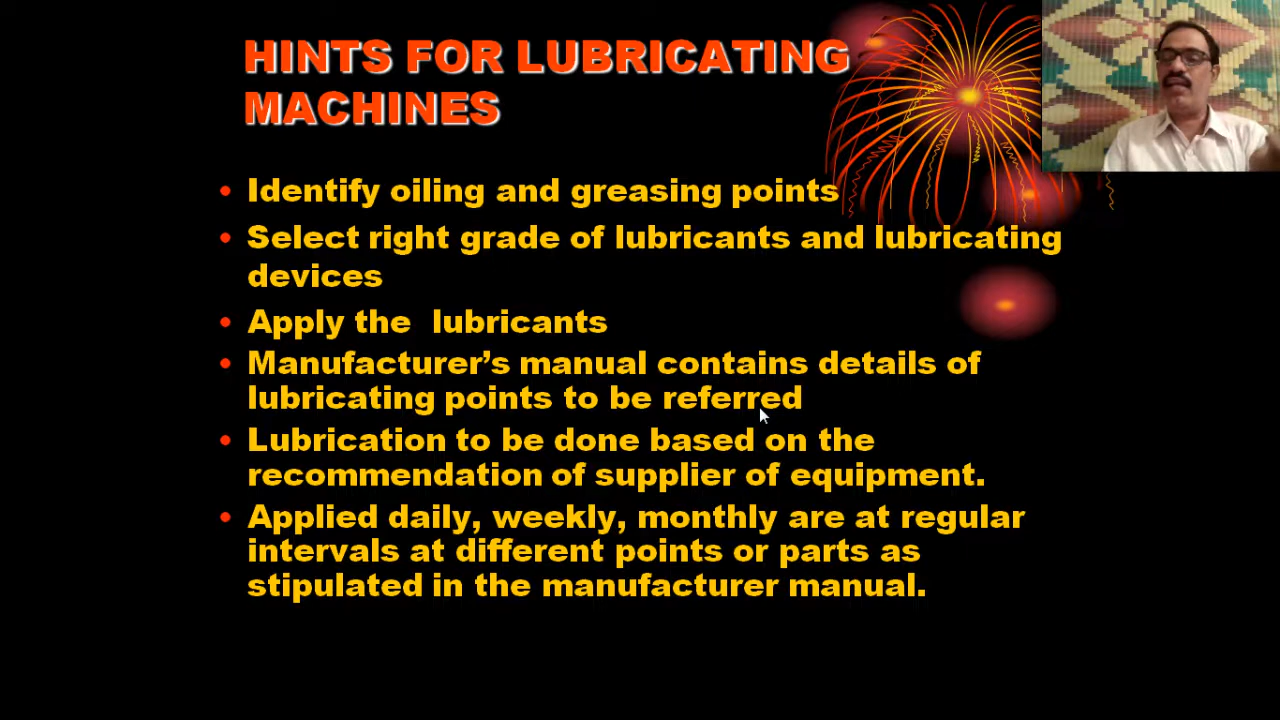 HINTS FOR LUBRICATING
MACHINES
• Identify oiling and greasing points
• Select right grade of lubricants and lubricating
devices
• Apply the  lubricants
• Manufacturer’s manual contains details of
lubricating points to be referred
• Lubrication to be done based on the
recommendation of supplier of equipment.
• Applied daily, weekly, monthly are at regular
intervals at different points or parts as
stipulated in the manufacturer manual.